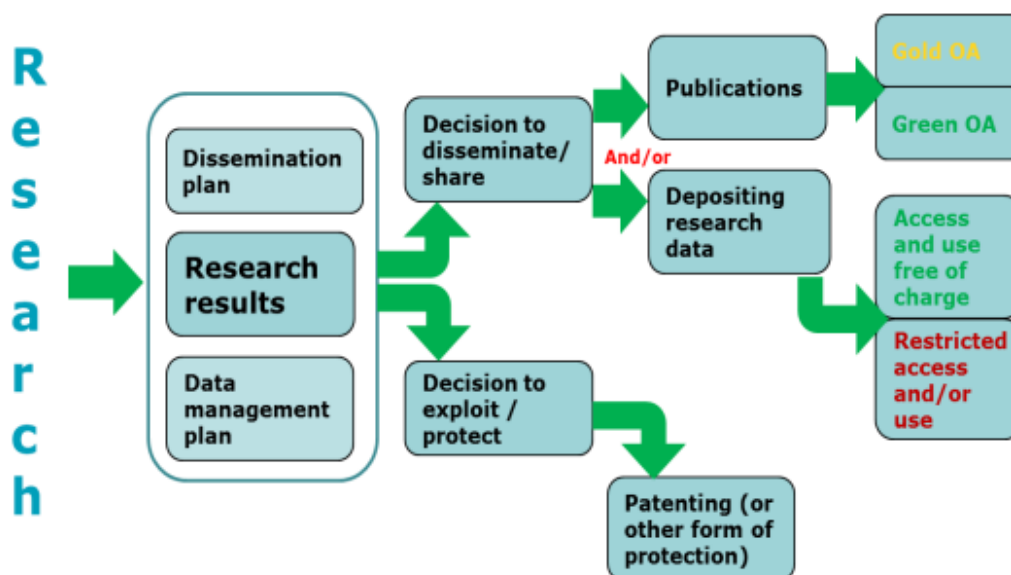 Research
Dissemination
plan
Research
results
Data
management
plan
Decision to
disseminate/
share
And/or
Decision to
exploit /
protect
Publications
Depositing
research
data
Patenting (or
other form of
protection)
Gold OA
Green OA
Access
and use
free of
charge
Restricted
access
and/or
use